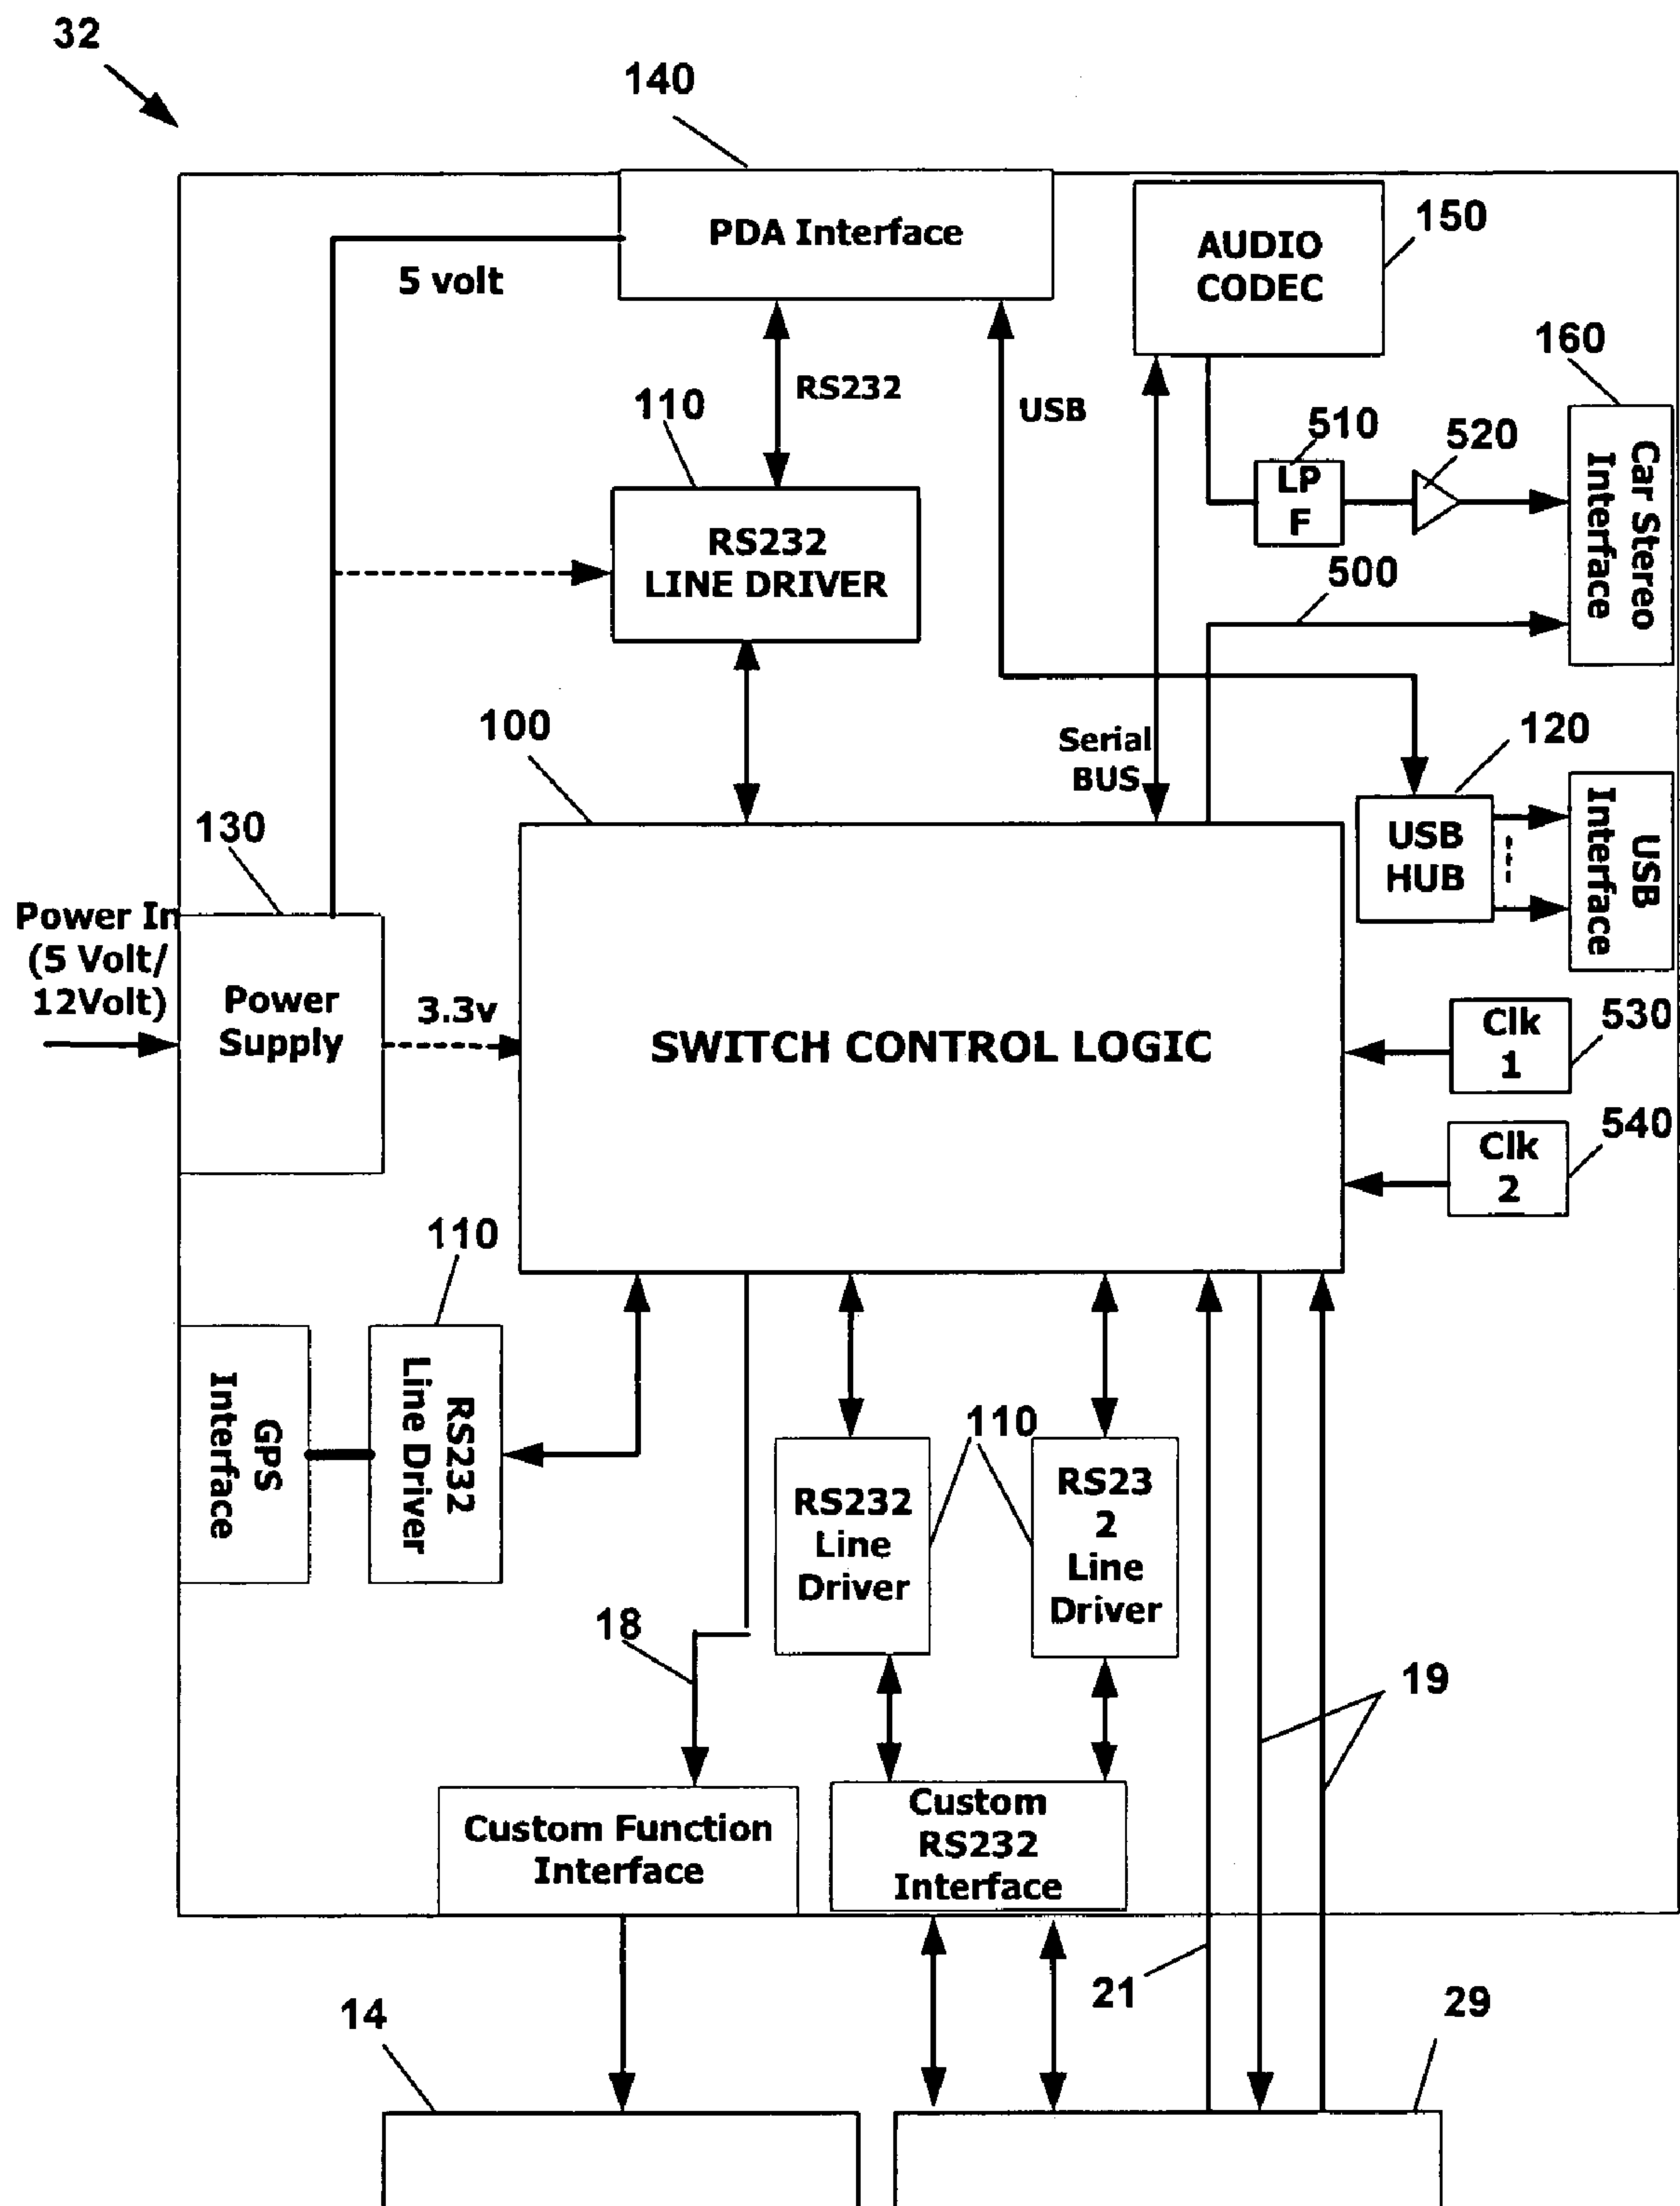 32
140
PDA Interface
5 volt
AUDIO
CODEC
150
160
RS232
USB
110
510
520
LP
F
Car Stereo
Interface
RS232
LINE DRIVER
500
100
Serial
BUS
120
USB
HUB
USB
Interface
130
Power In
(5 Volt/
12Volt)
Power
Supply
3.3v
SWITCH CONTROL LOGIC
Clk
1
530
Clk
2
540
110
GPS
Interface
RS232
Line Driver
110
RS232
Line
Driver
RS23
2
Line
Driver
18
19
Custom Function
Interface
Custom
RS232
Interface
21
14
29